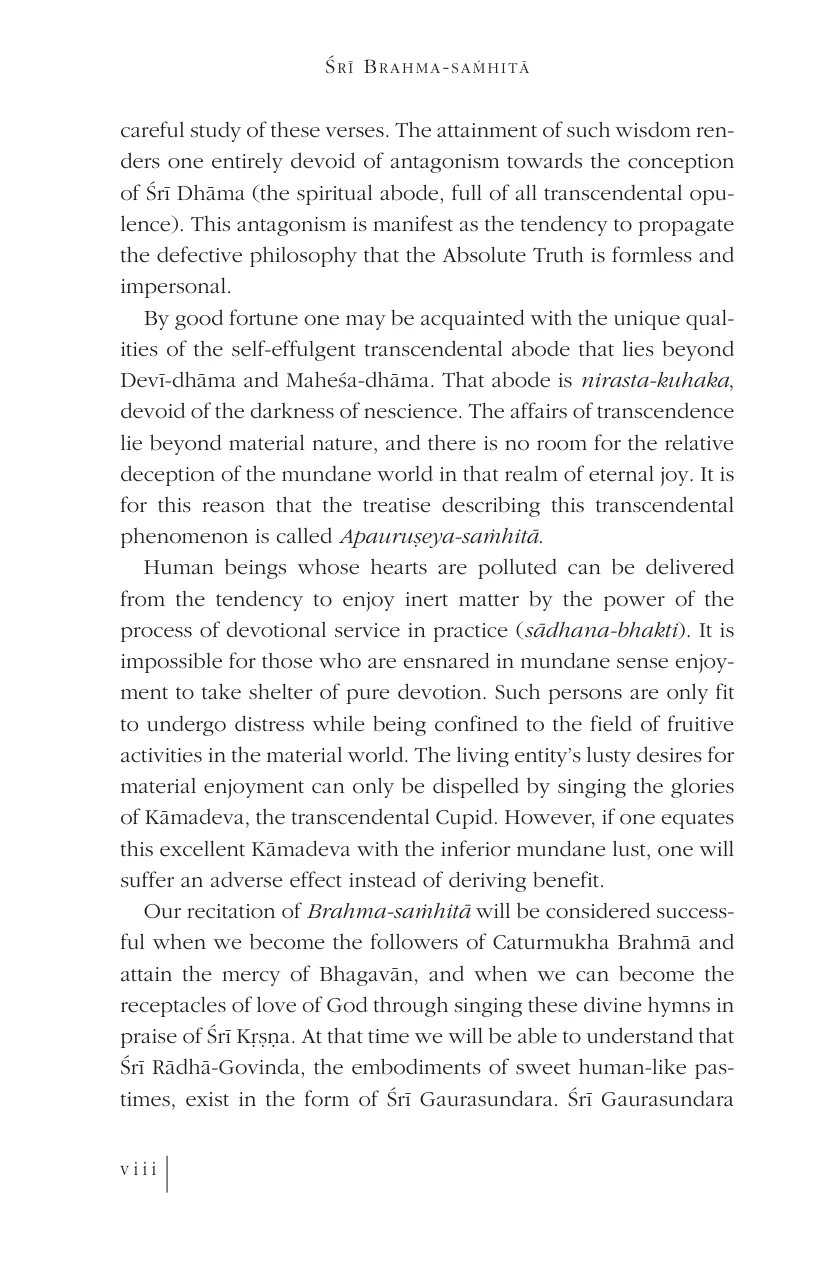 Śrī Brahma-saṁhitā
careful study of these verses. The attainment of such wisdom ren-
ders one entirely devoid of antagonism towards the conception
of Śrī Dhāma (the spiritual abode, full of all transcendental opu-
lence). This antagonism is manifest as the tendency to propagate
the defective philosophy that the Absolute Truth is formless and
impersonal.
By good fortune one may be acquainted with the unique qual-
ities of the self-effulgent transcendental abode that lies beyond
Devī-dhāma and Maheśa-dhāma. That abode is nirasta-kuhaka,
devoid of the darkness of nescience. The affairs of transcendence
lie beyond material nature, and there is no room for the relative
deception of the mundane world in that realm of eternal joy. It is
for this reason that the treatise describing this transcendental
phenomenon is called Apauruṣeya-saṁhitā.
Human beings whose hearts are polluted can be delivered
from the tendency to enjoy inert matter by the power of the
process of devotional service in practice (sādhana-bhakti). It is
impossible for those who are ensnared in mundane sense enjoy-
ment to take shelter of pure devotion. Such persons are only fit
to undergo distress while being confined to the field of fruitive
activities in the material world. The living entity’s lusty desires for
material enjoyment can only be dispelled by singing the glories
of Kāmadeva, the transcendental Cupid. However, if one equates
this excellent Kāmadeva with the inferior mundane lust, one will
suffer an adverse effect instead of deriving benefit.
Our recitation of Brahma-saṁhitā will be considered success-
ful when we become the followers of Caturmukha Brahmā and
attain the mercy of Bhagavān, and when we can become the
receptacles of love of God through singing these divine hymns in
praise of Śrī Kṛṣṇa. At that time we will be able to understand that
Śrī Rādhā-Govinda, the embodiments of sweet human-like pas-
times, exist in the form of Śrī Gaurasundara. Śrī Gaurasundara
viii